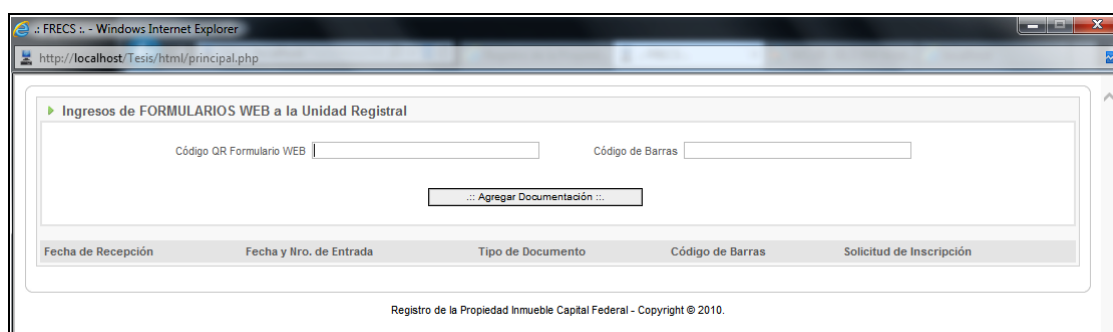 .: FRECS :. - Windows Internet Explorer
http://localhost/Tesis/html/principal.php
Ingresos de FORMULARIOS WEB a la Unidad Registral
Código QR Formulario WEB Código de Barras
.:: Agregar Documentación ::.
Fecha de Recepción Fecha y Nro. de Entrada Tipo de Documento Código de Barras Solicitud de Inscripción
Registro de la Propiedad Inmueble Capital Federal - Copyright © 2010.